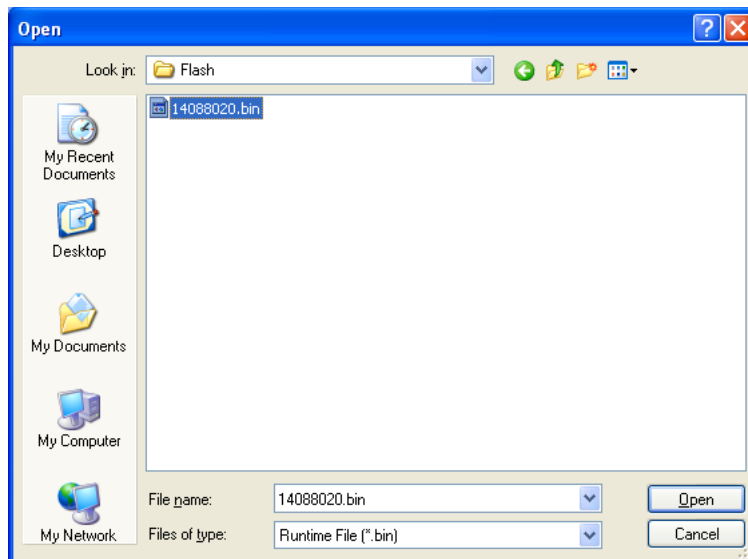 Open
Look in:
Flash
14088020.bin
My Recent
Documents
Desktop
My Documents
My Computer
My Network
File name:
14088020.bin
Open
Files of type:
Runtime File (*.bin)
Cancel